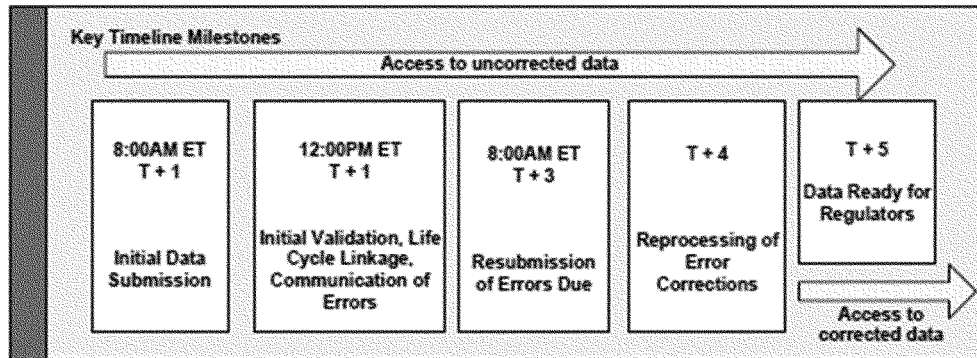 Key Timeline Milestones
Access to uncorrected data
8:00AM ET
T + 1
Initial Data
Submission
12:00PM ET
T + 1
Initial Validation, Life
Cycle Linkage,
Communication of
Errors
8:00AM ET
T + 3
Resubmission
of Errors Due
T + 4
Reprocessing of
Error
Corrections
T + 5
Data Ready for
Regulators
Access to
corrected data